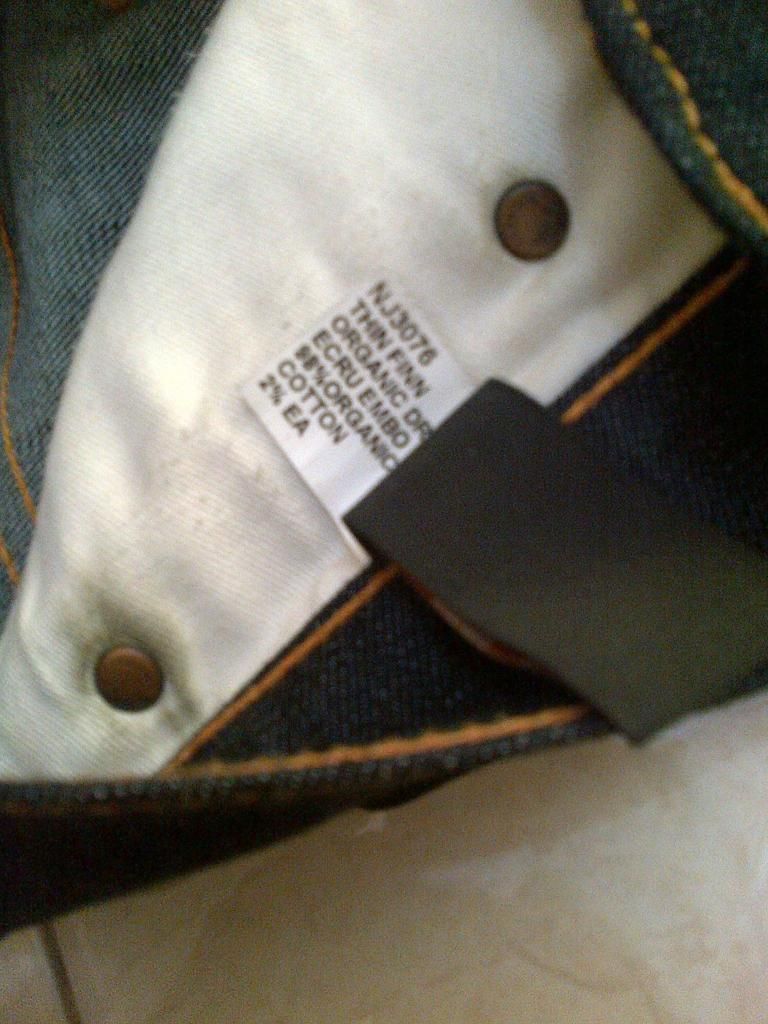 NJ3076
THIN FINN
ORGANIC DR
ECRU EMBO
98%ORGANIC
COTTON
2% EA